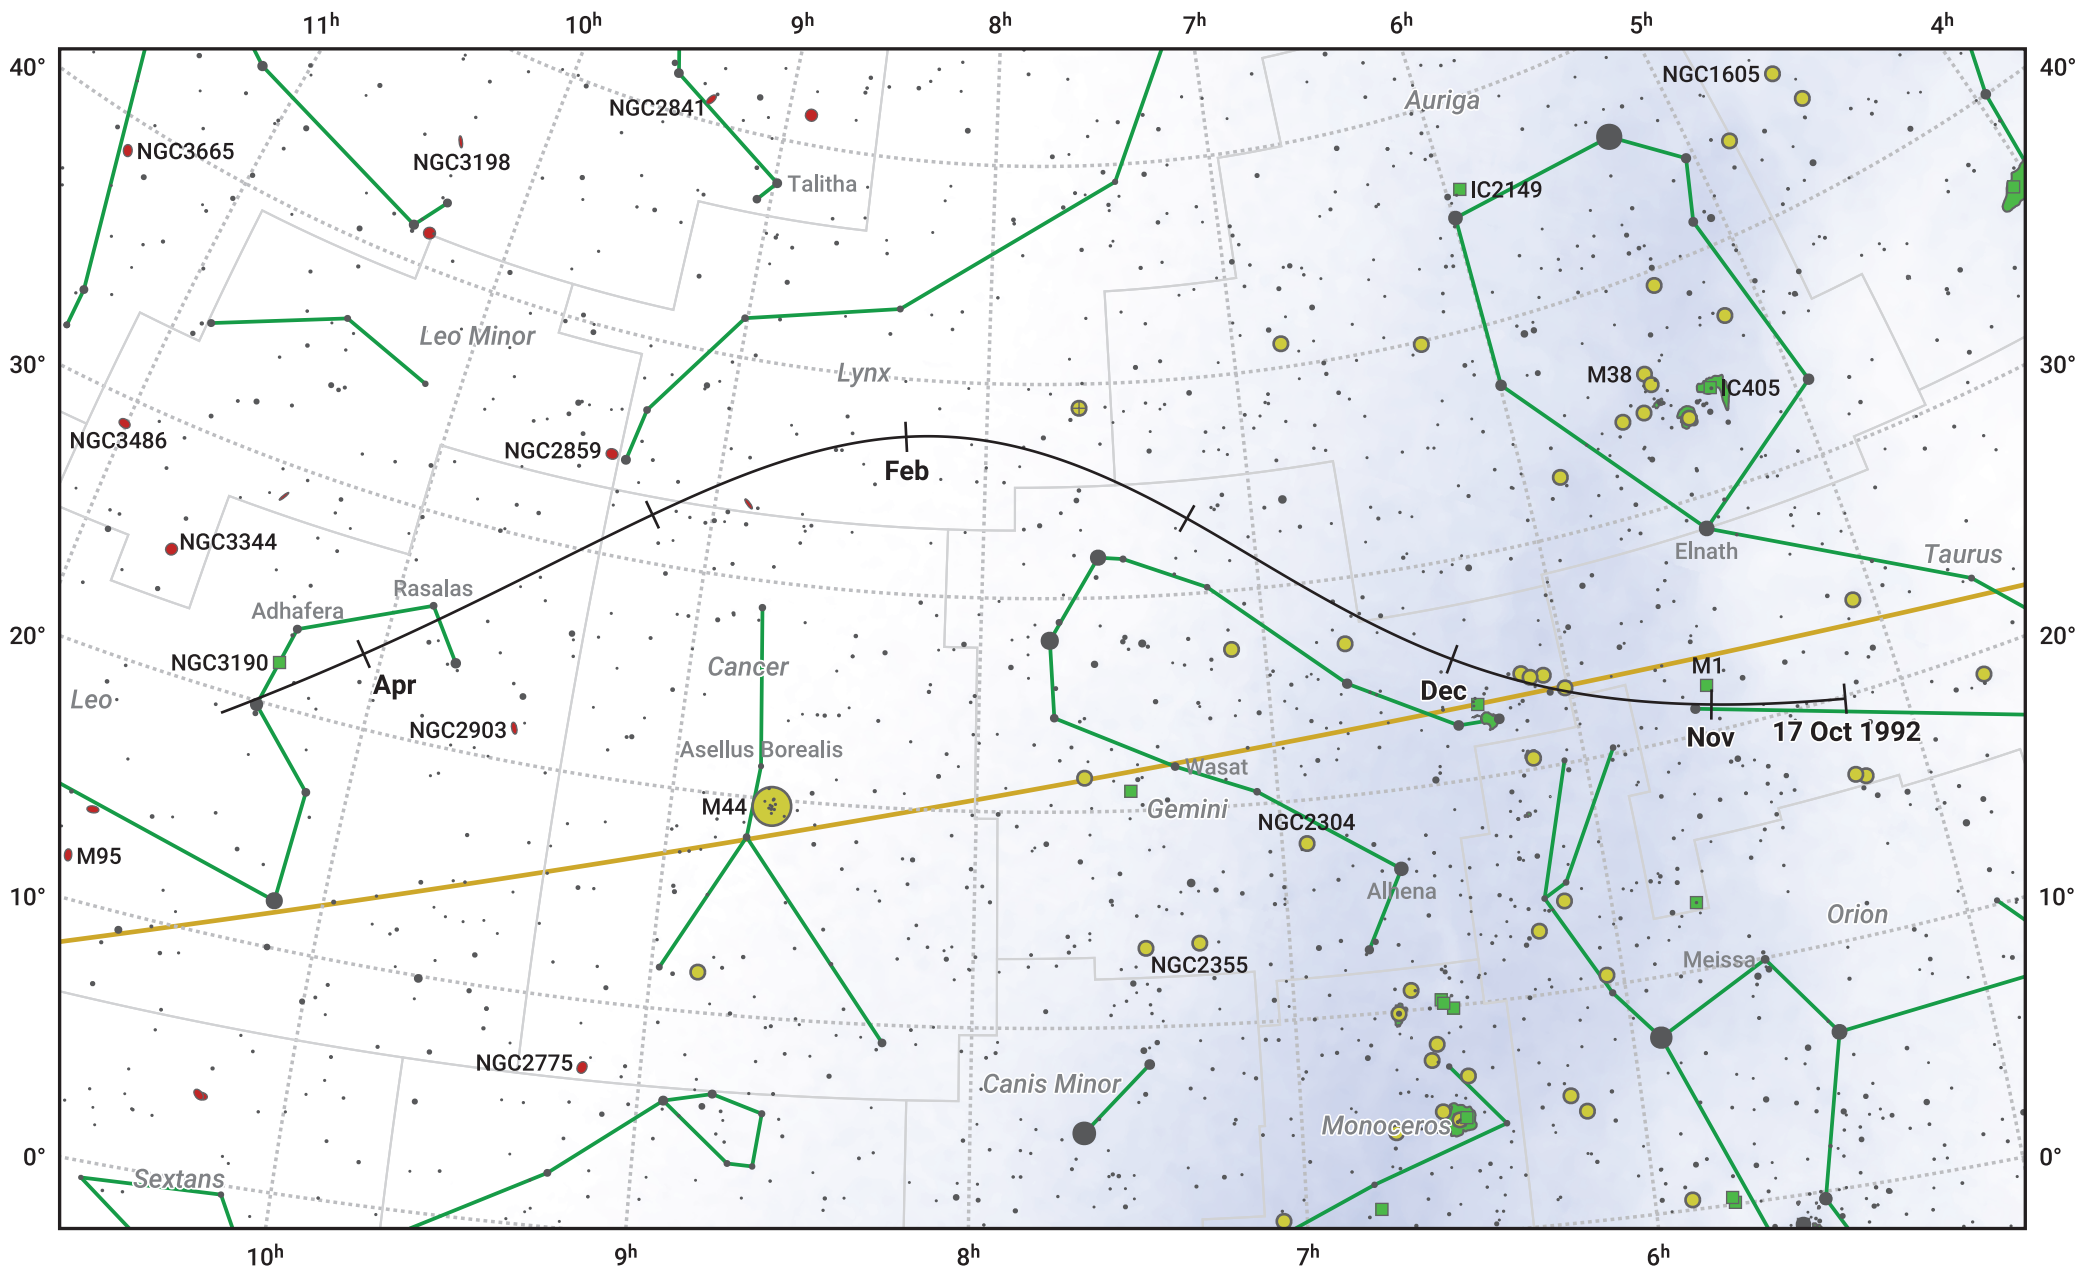 11h 10h 9h 8h 7h 6h 5h 4h
40° 40°
NGC1605
Auriga
NGC2841
NGC3665
NGC3198
Talitha
IC2149
Leo Minor
30° 30°
Lynx
M38
IC405
NGC3486
NGC2859
Feb
NGC3344
Elnath
Taurus
Rasalas
Adhafera
20° 20°
NGC3190
Cancer
M1
Apr
Dec
Leo
NGC2903
Nov
17 Oct 1992
Asellus Borealis
Wasat
M44
Gemini
NGC2304
M95
10° 10°
Alhena
Orion
NGC2355
Meissa
NGC2775
Canis Minor
Monoceros
0° 0°
Sextans
10h 9h 8h 7h 6h